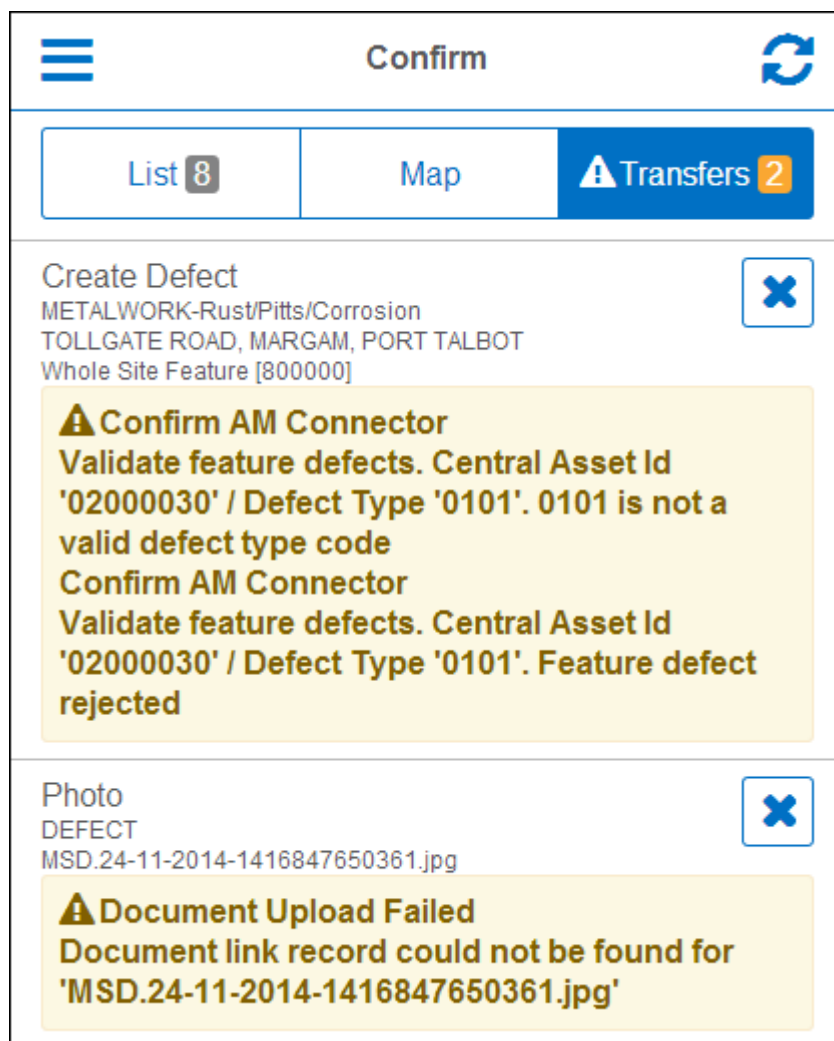 Confirm
List 8
Map
Transfers 2
Create Defect
METALWORK-Rust/Pitts/Corrosion
TOLLGATE ROAD, MARGAM, PORT TALBOT
Whole Site Feature [800000]
Confirm AM Connector
Validate feature defects. Central Asset Id
'02000030' / Defect Type '0101'. 0101 is not a
valid defect type code
Confirm AM Connector
Validate feature defects. Central Asset Id
'02000030' / Defect Type '0101'. Feature defect
rejected
Photo
DEFECT
MSD.24-11-2014-1416847650361.jpg
Document Upload Failed
Document link record could not be found for
'MSD.24-11-2014-1416847650361.jpg'